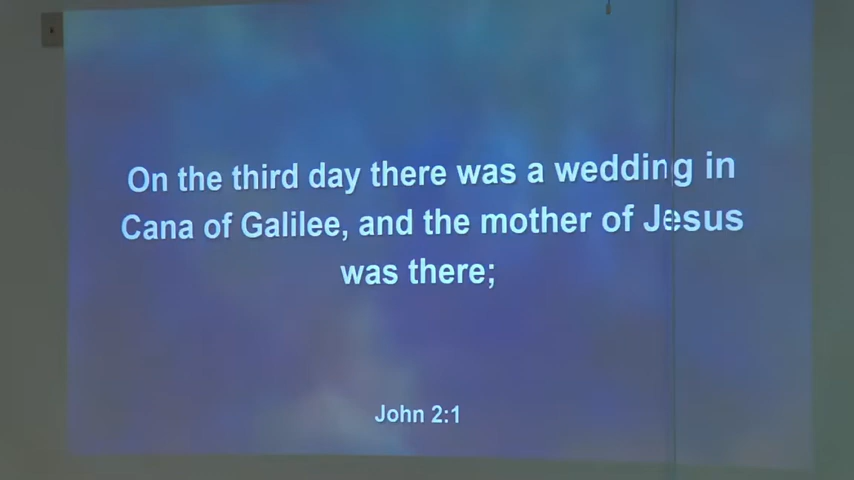 On the third day there was a wedding in
Cana of Galilee, and the mother of Jesus
was there;
John 2:1